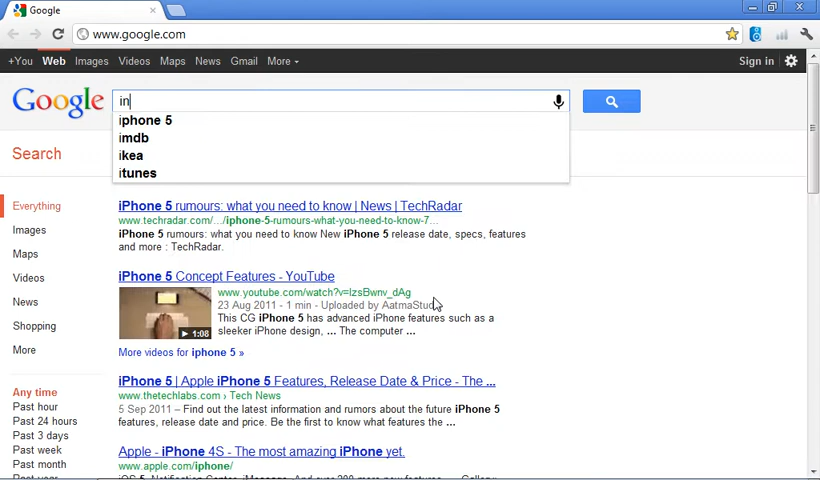 Google
www.google.com
+You Web Images Videos Maps News Gmail More Sign in
Google in
iphone 5
imdb
ikea
itunes
Search
Everything
Images
Maps
Videos
News
Shopping
More
Any time
Past hour
Past 24 hours
Past 3 days
Past week
Past month
iPhone 5 rumours: what you need to know | News | TechRadar
www.techradar.com/.../iphone-5-rumours-what-you-need-to-know-7...
iPhone 5 rumours: what you need to know New iPhone 5 release date, specs, features
and more : TechRadar.
iPhone 5 Concept Features - YouTube
www.youtube.com/watch?v=lzsBwnv_dAg
23 Aug 2011 - 1 min - Uploaded by
This CG iPhone 5 has advanced iPhone features such as a
sleeker iPhone design, ... The computer ...
1:08
More videos for iphone 5 »
iPhone 5 | Apple iPhone 5 Features, Release Date & Price - The ...
www.thetechlabs.com › Tech News
5 Sep 2011 – Find out the latest information and rumors about the future iPhone 5
features, release date and price. Be the first to know what features the ...
Apple - iPhone 4S - The most amazing iPhone yet.
www.apple.com/iphone/